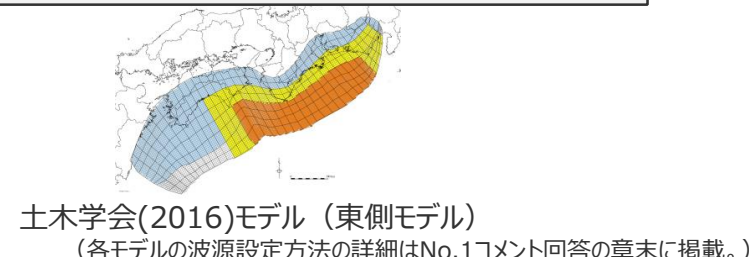 土木学会(2016)モデル（東側モデル）
（各モデルの波源設定方法の詳細はNo.1コメント回答の章末に掲載。）